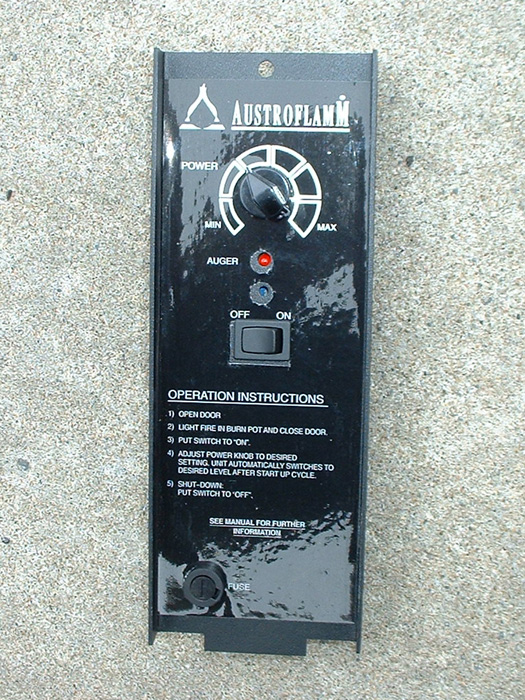 AUSTROFLAMM
POWER
MIN
MAX
AUGER
OFF ON
OPERATION INSTRUCTIONS
1) OPEN DOOR
2) LIGHT FIRE IN BURN POT AND CLOSE DOOR.
3) PUT SWITCH TO "ON".
4) ADJUST POWER KNOB TO DESIRED
SETTING. UNIT AUTOMATICALLY SWITCHES TO
DESIRED LEVEL AFTER START UP CYCLE.
5) SHUT-DOWN:
PUT SWITCH TO "OFF".
SEE MANUAL FOR FURTHER
INFORMATION
FUSE